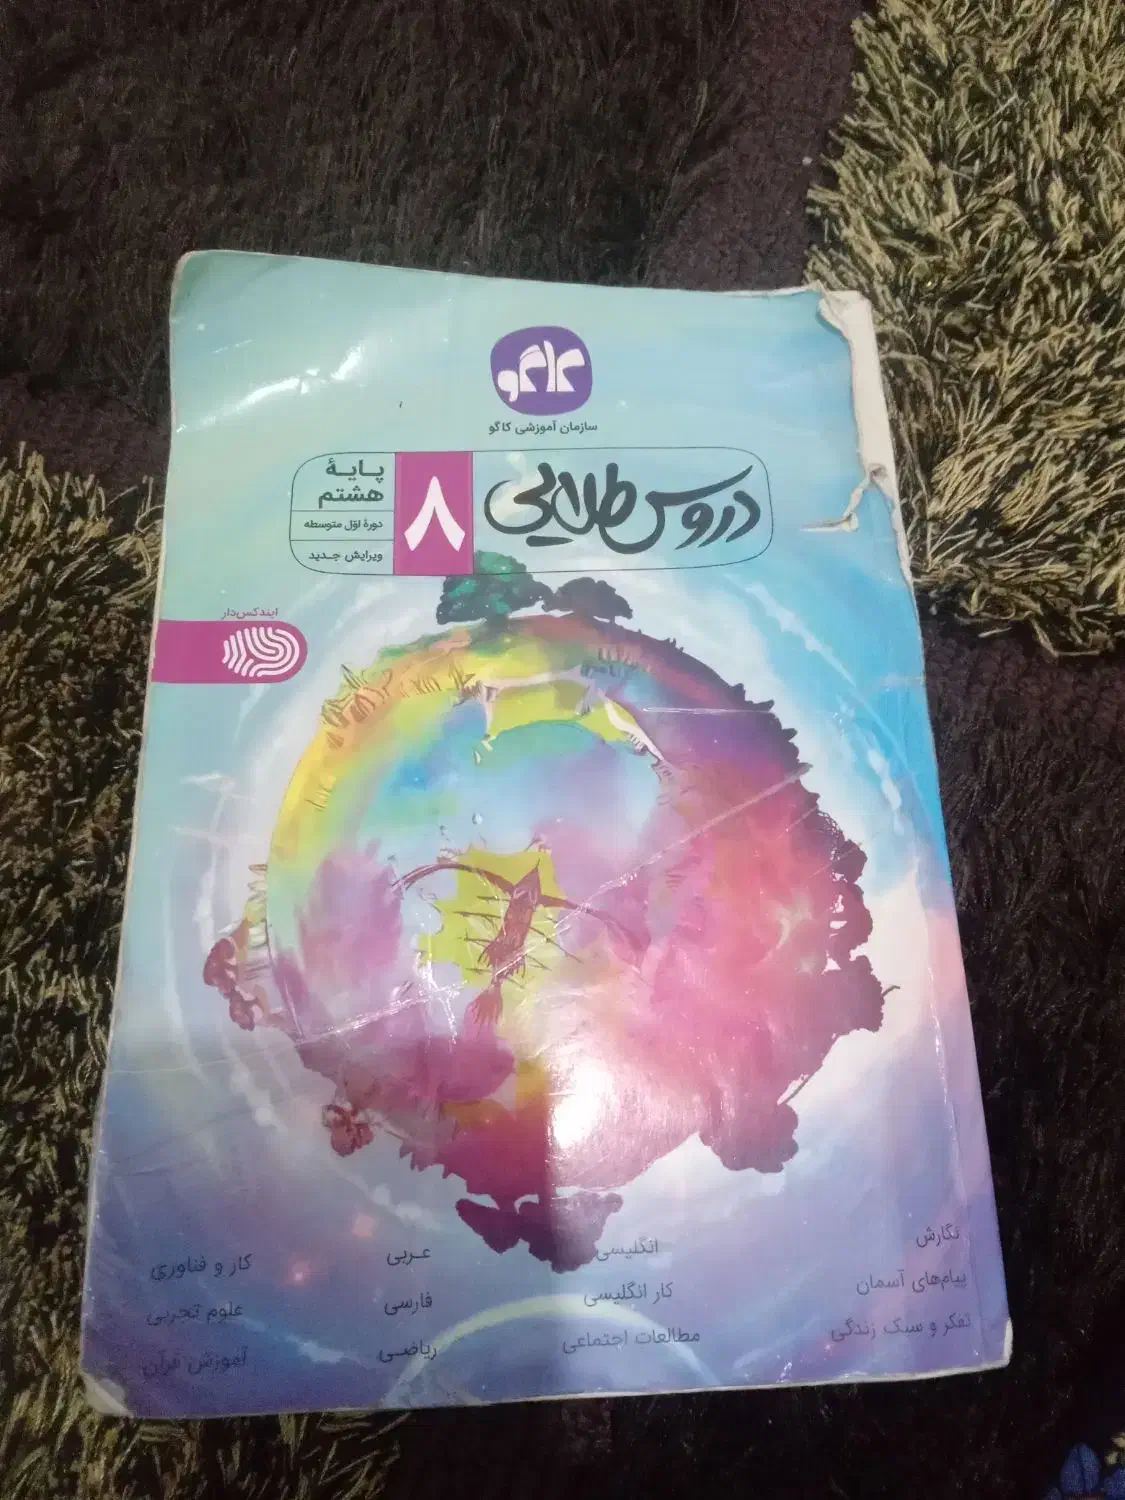 کاگو
سازمان آموزشی کاگو
دروس طلایی
۸
پایهٔ
هشتم
دورهٔ اوّل متوسطه
ویرایش جدید
ایندکس‌دار
نگارش
پیام‌های آسمان
تفکر و سبک زندگی
انگلیسی
کار انگلیسی
مطالعات اجتماعی
عربی
فارسی
ریاضی
کار و فناوری
علوم تجربی
آموزش قرآن